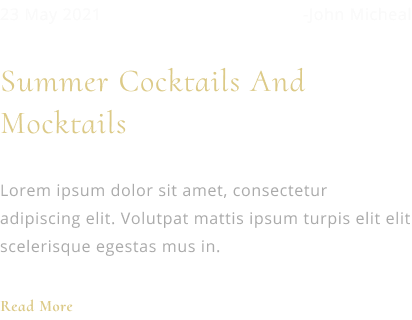 23 May 2021 -John Micheal
Summer Cocktails And
Mocktails
Lorem ipsum dolor sit amet, consectetur
adipiscing elit. Volutpat mattis ipsum turpis elit elit
scelerisque egestas mus in.
Read More